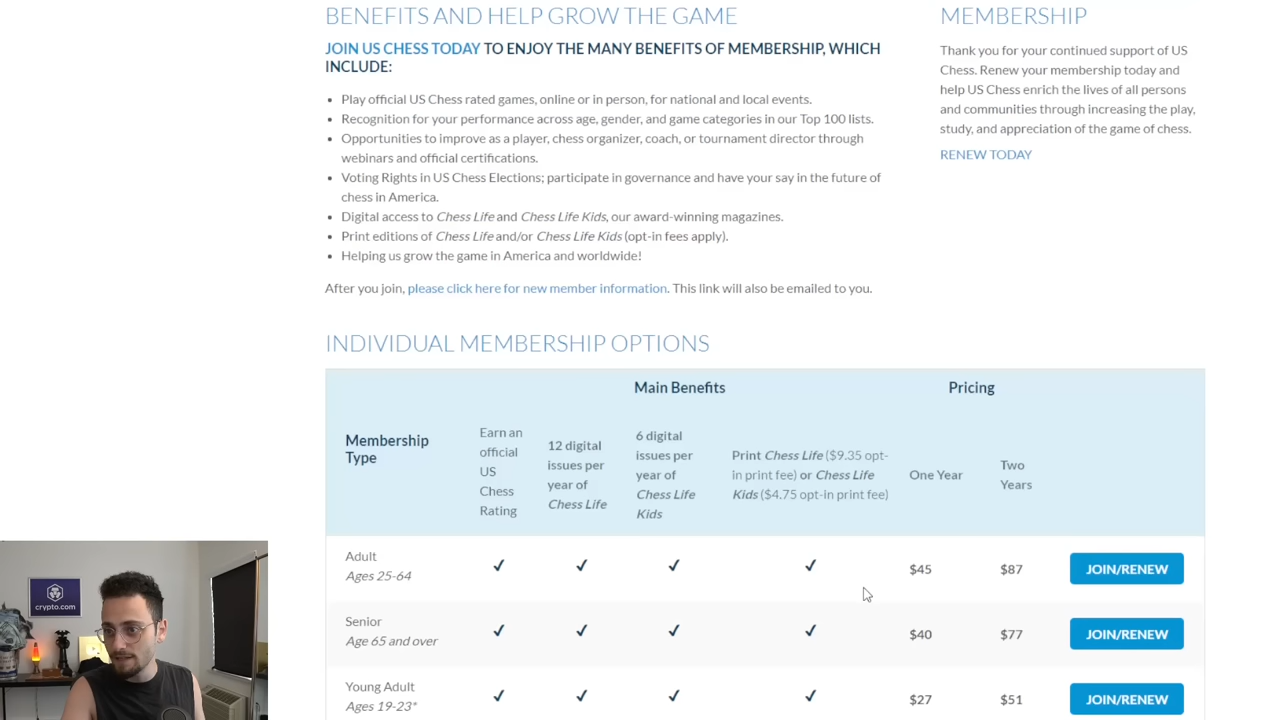 BENEFITS AND HELP GROW THE GAME
JOIN US CHESS TODAY TO ENJOY THE MANY BENEFITS OF MEMBERSHIP, WHICH
INCLUDE:
Play official US Chess rated games, online or in person, for national and local events.
Recognition for your performance across age, gender, and game categories in our Top 100 lists.
Opportunities to improve as a player, chess organizer, coach, or tournament director through
webinars and official certifications.
Voting Rights in US Chess Elections; participate in governance and have your say in the future of
chess in America.
Digital access to Chess Life and Chess Life Kids, our award-winning magazines.
Print editions of Chess Life and/or Chess Life Kids (opt-in fees apply).
Helping us grow the game in America and worldwide!
After you join, please click here for new member information. This link will also be emailed to you.
MEMBERSHIP
Thank you for your continued support of US
Chess. Renew your membership today and
help US Chess enrich the lives of all persons
and communities through increasing the play,
study, and appreciation of the game of chess.
RENEW TODAY
INDIVIDUAL MEMBERSHIP OPTIONS
Main Benefits
Pricing
Membership
Type
Earn an
official
US
Chess
Rating
12 digital
issues per
year of
Chess Life
6 digital
issues per
year of
Chess Life
Kids
Print Chess Life ($9.35 opt-
in print fee) or Chess Life
Kids ($4.75 opt-in print fee)
One Year
Two
Years
Adult
Ages 25-64
$45
$87
JOIN/RENEW
Senior
Age 65 and over
$40
$77
JOIN/RENEW
Young Adult
Ages 19-23*
$27
$51
JOIN/RENEW
crypto.com